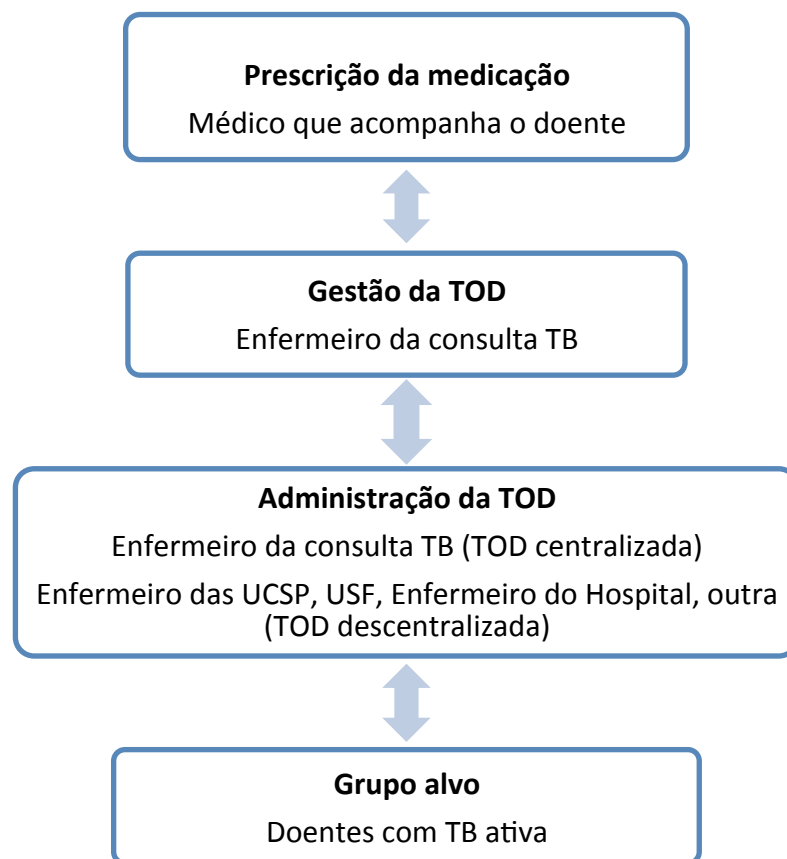 Prescrição da medicação
Médico que acompanha o doente
Gestão da TOD
Enfermeiro da consulta TB
Administração da TOD
Enfermeiro da consulta TB (TOD centralizada)
Enfermeiro das UCSP, USF, Enfermeiro do Hospital, outra
(TOD descentralizada)
Grupo alvo
Doentes com TB ativa